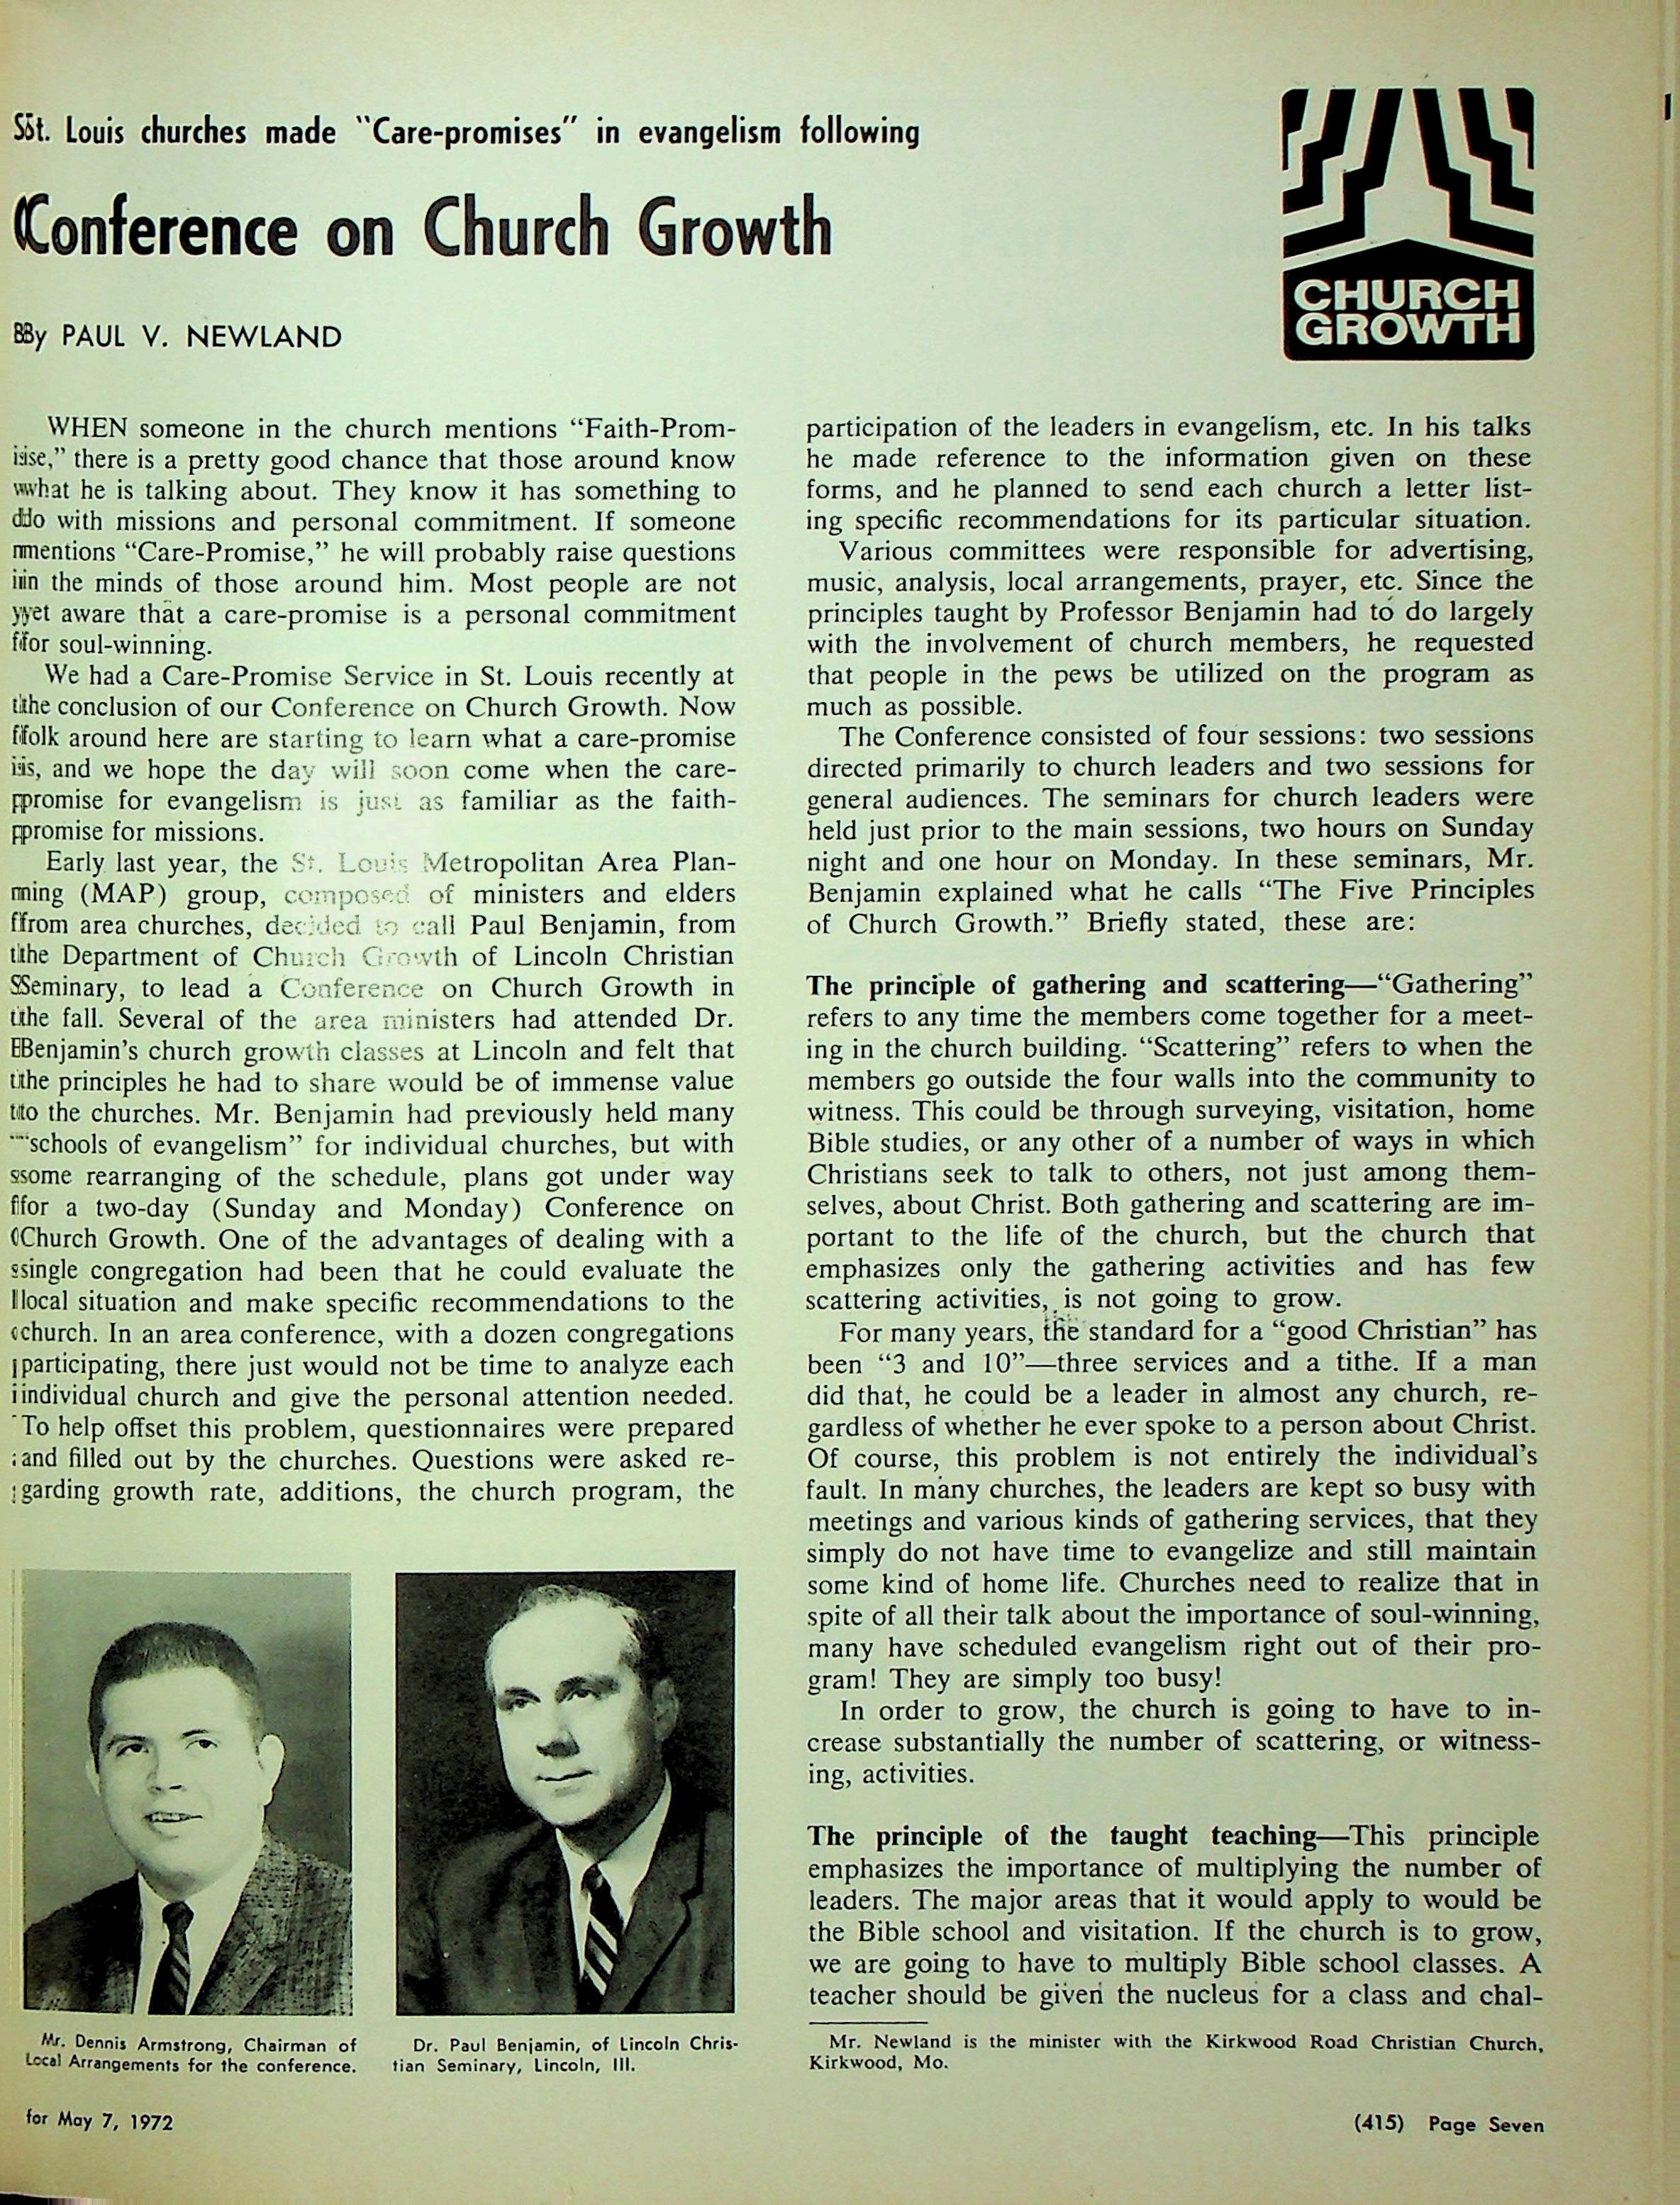 St. Louis churches made "Care-promises" in evangelism following
Conference on Church Growth
By PAUL V. NEWLAND
CHURCH
GROWTH
WHEN someone in the church mentions “Faith-Prom-
ise,” there is a pretty good chance that those around know
what he is talking about. They know it has something to
do with missions and personal commitment. If someone
mentions “Care-Promise,” he will probably raise questions
in the minds of those around him. Most people are not
yet aware that a care-promise is a personal commitment
for soul-winning.
We had a Care-Promise Service in St. Louis recently at
the conclusion of our Conference on Church Growth. Now
folk around here are starting to learn what a care-promise
is, and we hope the day will soon come when the care-
promise for evangelism is just as familiar as the faith-
promise for missions.
Early last year, the St. Louis Metropolitan Area Plan-
ning (MAP) group, composed of ministers and elders
from area churches, decided to call Paul Benjamin, from
the Department of Church Growth of Lincoln Christian
Seminary, to lead a Conference on Church Growth in
the fall. Several of the area ministers had attended Dr.
Benjamin’s church growth classes at Lincoln and felt that
the principles he had to share would be of immense value
to the churches. Mr. Benjamin had previously held many
“schools of evangelism” for individual churches, but with
some rearranging of the schedule, plans got under way
for a two-day (Sunday and Monday) Conference on
Church Growth. One of the advantages of dealing with a
single congregation had been that he could evaluate the
local situation and make specific recommendations to the
church. In an area conference, with a dozen congregations
participating, there just would not be time to analyze each
individual church and give the personal attention needed.
To help offset this problem, questionnaires were prepared
and filled out by the churches. Questions were asked re-
garding growth rate, additions, the church program, the
Mr. Dennis Armstrong, Chairman of
Local Arrangements for the conference.
Dr. Paul Benjamin, of Lincoln Chris-
tian Seminary, Lincoln, Ill.
participation of the leaders in evangelism, etc. In his talks
he made reference to the information given on these
forms, and he planned to send each church a letter list-
ing specific recommendations for its particular situation.
Various committees were responsible for advertising,
music, analysis, local arrangements, prayer, etc. Since the
principles taught by Professor Benjamin had to do largely
with the involvement of church members, he requested
that people in the pews be utilized on the program as
much as possible.
The Conference consisted of four sessions: two sessions
directed primarily to church leaders and two sessions for
general audiences. The seminars for church leaders were
held just prior to the main sessions, two hours on Sunday
night and one hour on Monday. In these seminars, Mr.
Benjamin explained what he calls “The Five Principles
of Church Growth.” Briefly stated, these are:
The principle of gathering and scattering—“Gathering”
refers to any time the members come together for a meet-
ing in the church building. “Scattering” refers to when the
members go outside the four walls into the community to
witness. This could be through surveying, visitation, home
Bible studies, or any other of a number of ways in which
Christians seek to talk to others, not just among them-
selves, about Christ. Both gathering and scattering are im-
portant to the life of the church, but the church that
emphasizes only the gathering activities and has few
scattering activities, is not going to grow.
For many years, the standard for a “good Christian” has
been “3 and 10”—three services and a tithe. If a man
did that, he could be a leader in almost any church, re-
gardless of whether he ever spoke to a person about Christ.
Of course, this problem is not entirely the individual’s
fault. In many churches, the leaders are kept so busy with
meetings and various kinds of gathering services, that they
simply do not have time to evangelize and still maintain
some kind of home life. Churches need to realize that in
spite of all their talk about the importance of soul-winning,
many have scheduled evangelism right out of their pro-
gram! They are simply too busy!
In order to grow, the church is going to have to in-
crease substantially the number of scattering, or witness-
ing, activities.
The principle of the taught teaching—This principle
emphasizes the importance of multiplying the number of
leaders. The major areas that it would apply to would be
the Bible school and visitation. If the church is to grow,
we are going to have to multiply Bible school classes. A
teacher should be given the nucleus for a class and chal-
Mr. Newland is the minister with the Kirkwood Road Christian Church,
Kirkwood, Mo.
for May 7, 1972
(415) Page Seven